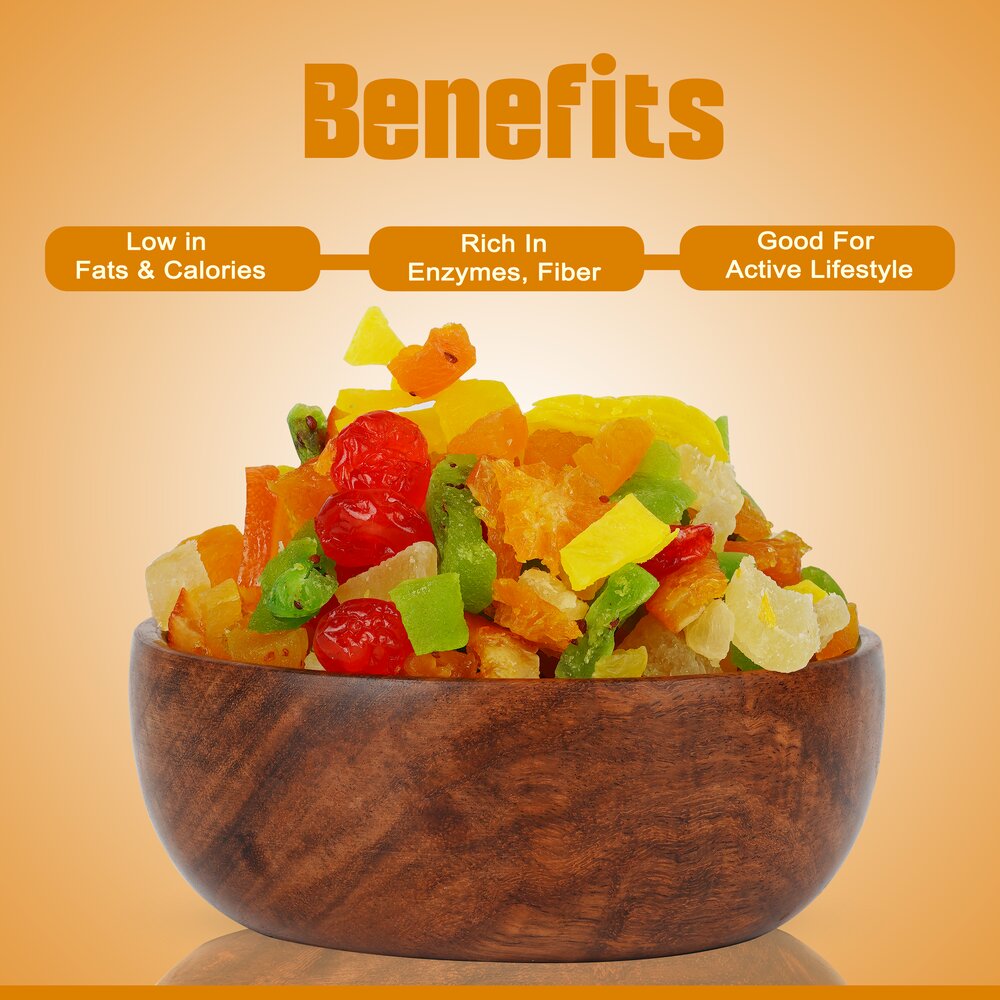 Benefits
Low in
Fats & Calories
Rich In
Enzymes, Fiber
Good For
Active Lifestyle